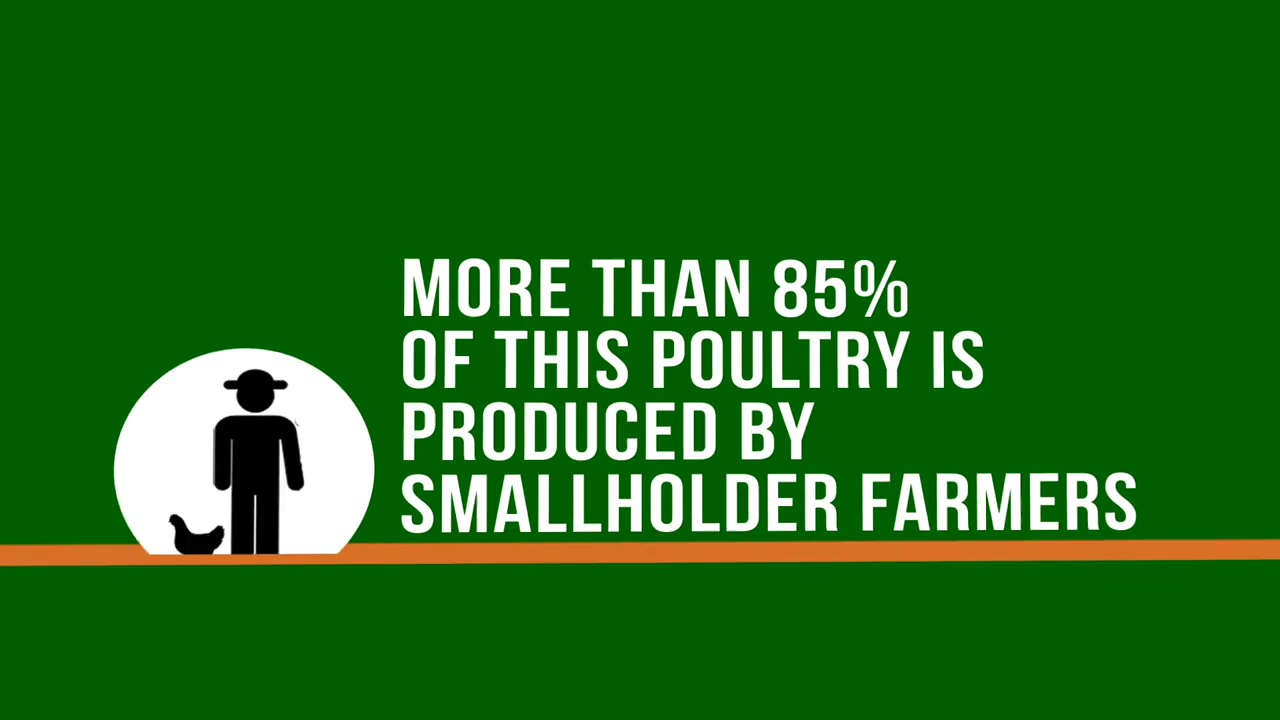 MORE THAN 85%
OF THIS POULTRY IS
PRODUCED BY
SMALLHOLDER FARMERS